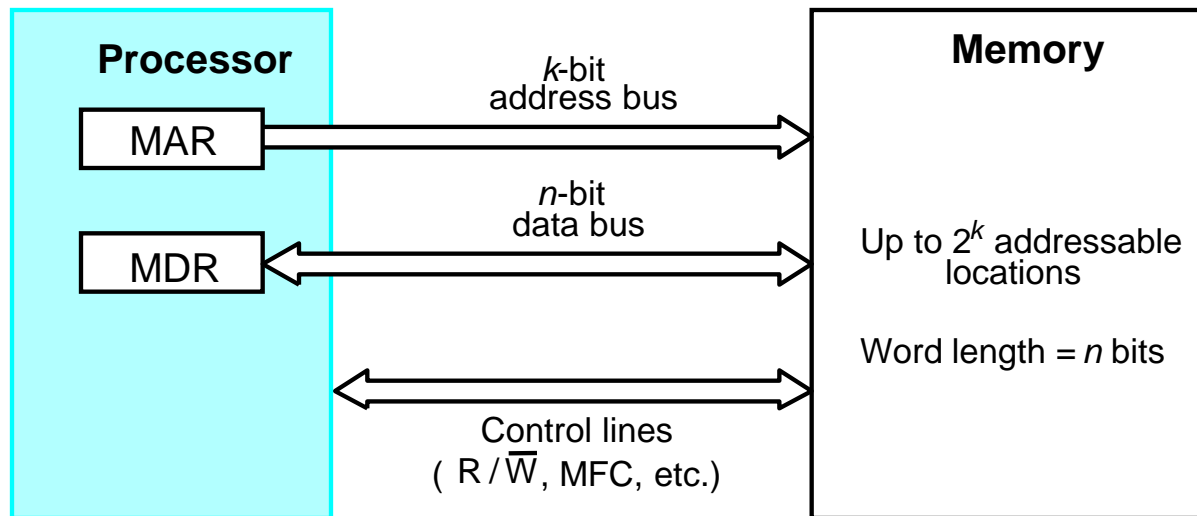 Processor
MAR
MDR
k-bit
address bus
n-bit
data bus
Control lines
( R / W̅, MFC, etc.)
Memory
Up to 2ᵏ addressable
locations
Word length = n bits